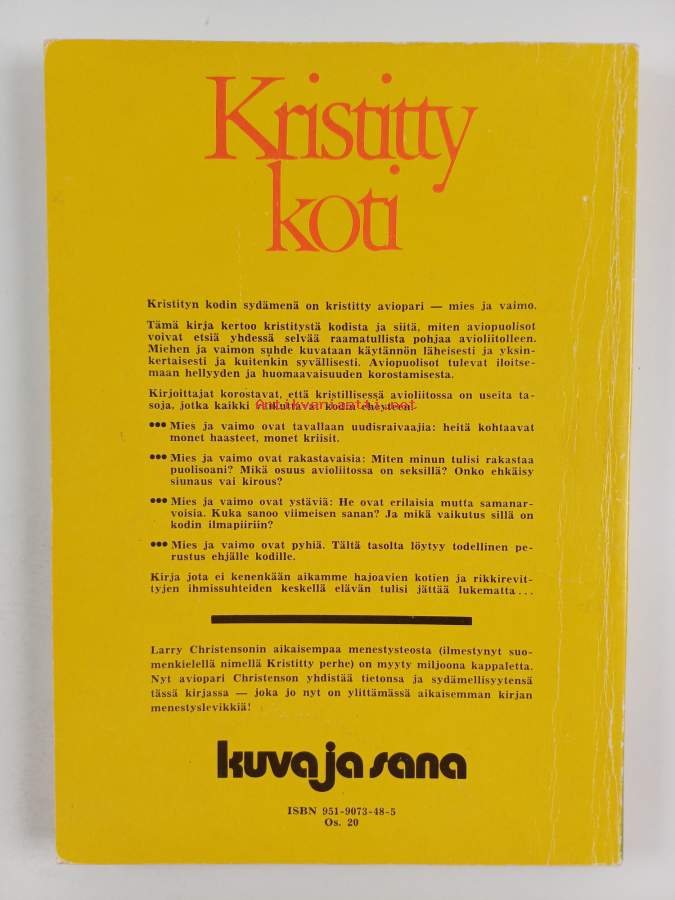 Kristitty
koti
Kristityn kodin sydämenä on kristitty aviopari — mies ja vaimo.
Tämä kirja kertoo kristitystä kodista ja siitä, miten aviopuolisot
voivat etsiä yhdessä selvää raamatullista pohjaa avioliitolleen.
Miehen ja vaimon suhde kuvataan käytännön läheisesti ja yksin-
kertaisesti ja kuitenkin syvällisesti. Aviopuolisot tulevat iloitse-
maan hellyyden ja huomaavaisuuden korostamisesta.
Kirjoittajat korostavat, että kristillisessä avioliitossa on useita ta-
soja, jotka kaikki vaikuttavat kodin eheyteen:
Antikvariaatti.net
●●● Mies ja vaimo ovat tavallaan uudisraivaajia: heitä kohtaavat
monet haasteet, monet kriisit.
●●● Mies ja vaimo ovat rakastavaisia: Miten minun tulisi rakastaa
puolisoani? Mikä osuus avioliitossa on seksillä? Onko ehkäisy
siunaus vai kirous?
●●● Mies ja vaimo ovat ystäviä: He ovat erilaisia mutta samanar-
voisia. Kuka sanoo viimeisen sanan? Ja mikä vaikutus sillä on
kodin ilmapiiriin?
●●● Mies ja vaimo ovat pyhiä. Tältä tasolta löytyy todellinen pe-
rustus ehjälle kodille.
Kirja jota ei kenenkään aikamme hajoavien kotien ja rikkirevit-
tyjen ihmissuhteiden keskellä elävän tulisi jättää lukematta...
Larry Christensonin aikaisempaa menestysteosta (ilmestynyt suo-
menkielellä nimellä Kristitty perhe) on myyty miljoona kappaletta.
Nyt aviopari Christenson yhdistää tietonsa ja sydämellisyytensä
tässä kirjassa — joka jo nyt on ylittämässä aikaisemman kirjan
menestyslevikkiä!
kuva ja sana
ISBN 951-9073-48-5
Os. 20